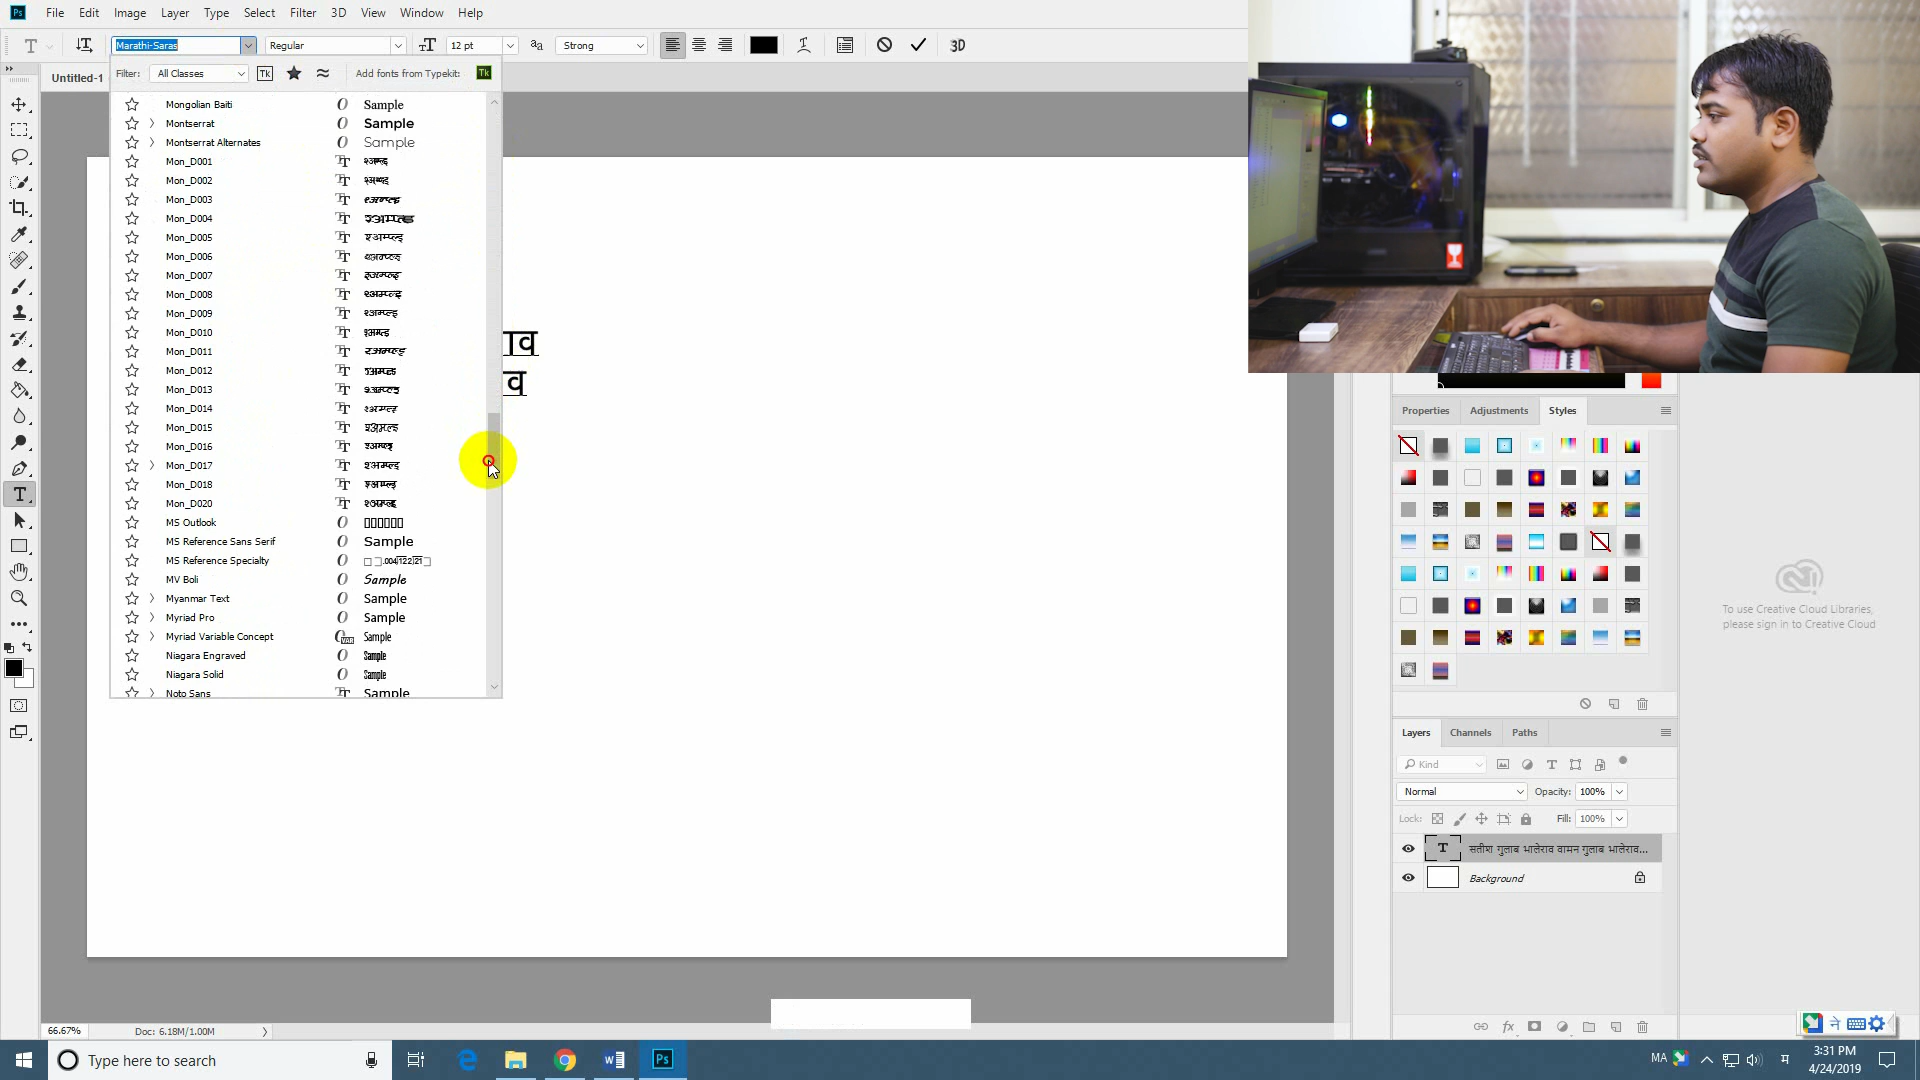 File Edit Image Layer Type Select Filter 3D View Window Help
Marathi-Saras Regular 12 pt Strong 3D
Filter: All Classes Add fonts from Typekit:
Untitled-1
Mongolian Baiti Sample
Montserrat Sample
Montserrat Alternates Sample
Mon_D001
Mon_D002
Mon_D003
Mon_D004
Mon_D005
Mon_D006
Mon_D007
Mon_D008
Mon_D009
Mon_D010
Mon_D011
Mon_D012
Mon_D013
Mon_D014
Mon_D015
Mon_D016
Mon_D017
Mon_D018
Mon_D020
MS Outlook
MS Reference Sans Serif Sample
MS Reference Specialty
MV Boli Sample
Myanmar Text Sample
Myriad Pro Sample
Myriad Variable Concept Sample
Niagara Engraved Sample
Niagara Solid Sample
Noto Sans Sample
राव
व
Properties Adjustments Styles
To use Creative Cloud Libraries,
please sign in to Creative Cloud
Layers Channels Paths
Kind
Normal Opacity: 100%
Lock: Fill: 100%
सतीश गुलाब भालेराव वामन गुलाब भालेराव...
Background
66.67% Doc: 6.18M/1.00M
Type here to search
MA म 3:31 PM
4/24/2019